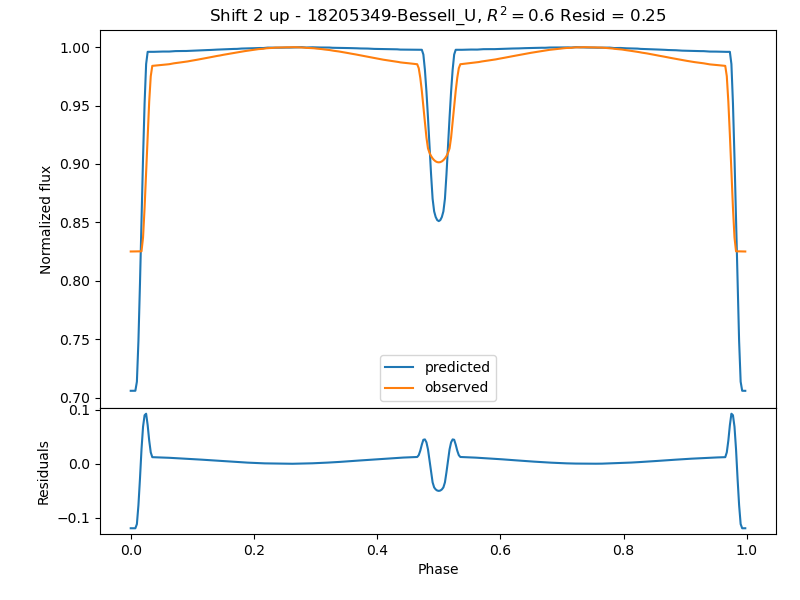 Shift 2 up - 18205349-Bessell_U, R² = 0.6 Resid = 0.25
Normalized flux
1.00
0.95
0.90
0.85
0.80
0.75
0.70
predicted
observed
Residuals
0.1
0.0
−0.1
0.0
0.2
0.4
0.6
0.8
1.0
Phase